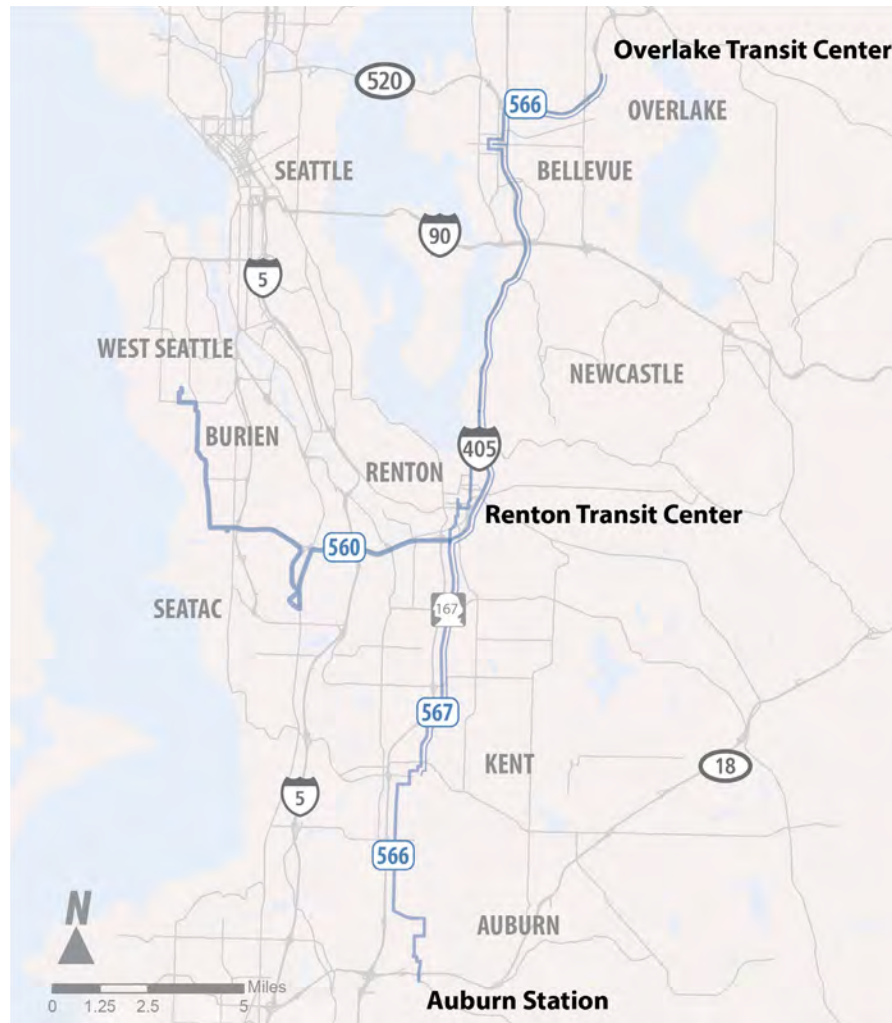 Overlake Transit Center
520
566
OVERLAKE
SEATTLE
BELLEVUE
90
5
WEST SEATTLE
NEWCASTLE
BURIEN
405
RENTON
Renton Transit Center
560
SEATAC
167
567
KENT
18
5
566
N
AUBURN
Miles
0 1.25 2.5 5
Auburn Station